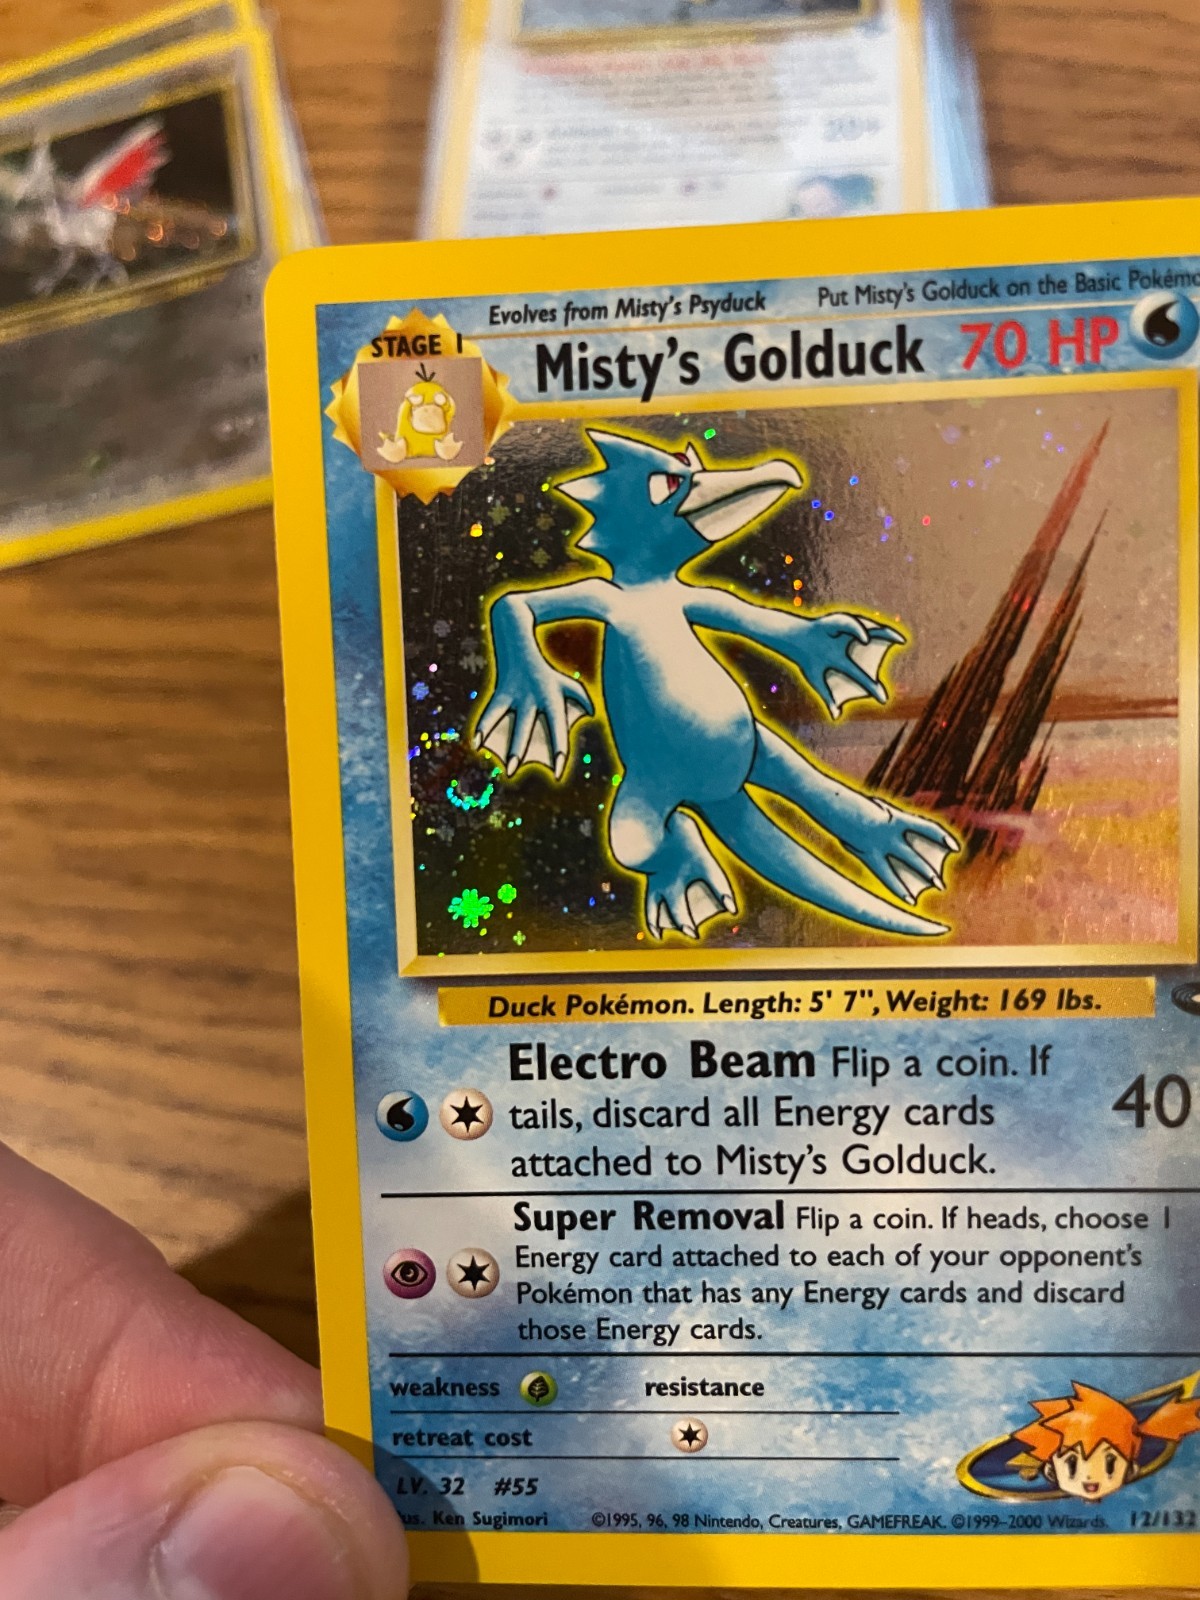 Evolves from Misty's Psyduck Put Misty's Golduck on the Basic
STAGE 1
Misty's Golduck 70 HP
Duck Pokémon. Length: 5' 7", Weight: 169 lbs.
Electro Beam Flip a coin. If
tails, discard all Energy cards 40
attached to Misty's Golduck.
Super Removal Flip a coin. If heads, choose 1
Energy card attached to each of your opponent's
Pokémon that has any Energy cards and discard
those Energy cards.
weakness resistance
retreat cost
LV. 32 #55
Ken Sugimori ©1995, 96, 98 Nintendo, Creatures, GAMEFREAK. ©1999-2000 Wizards. 12/132